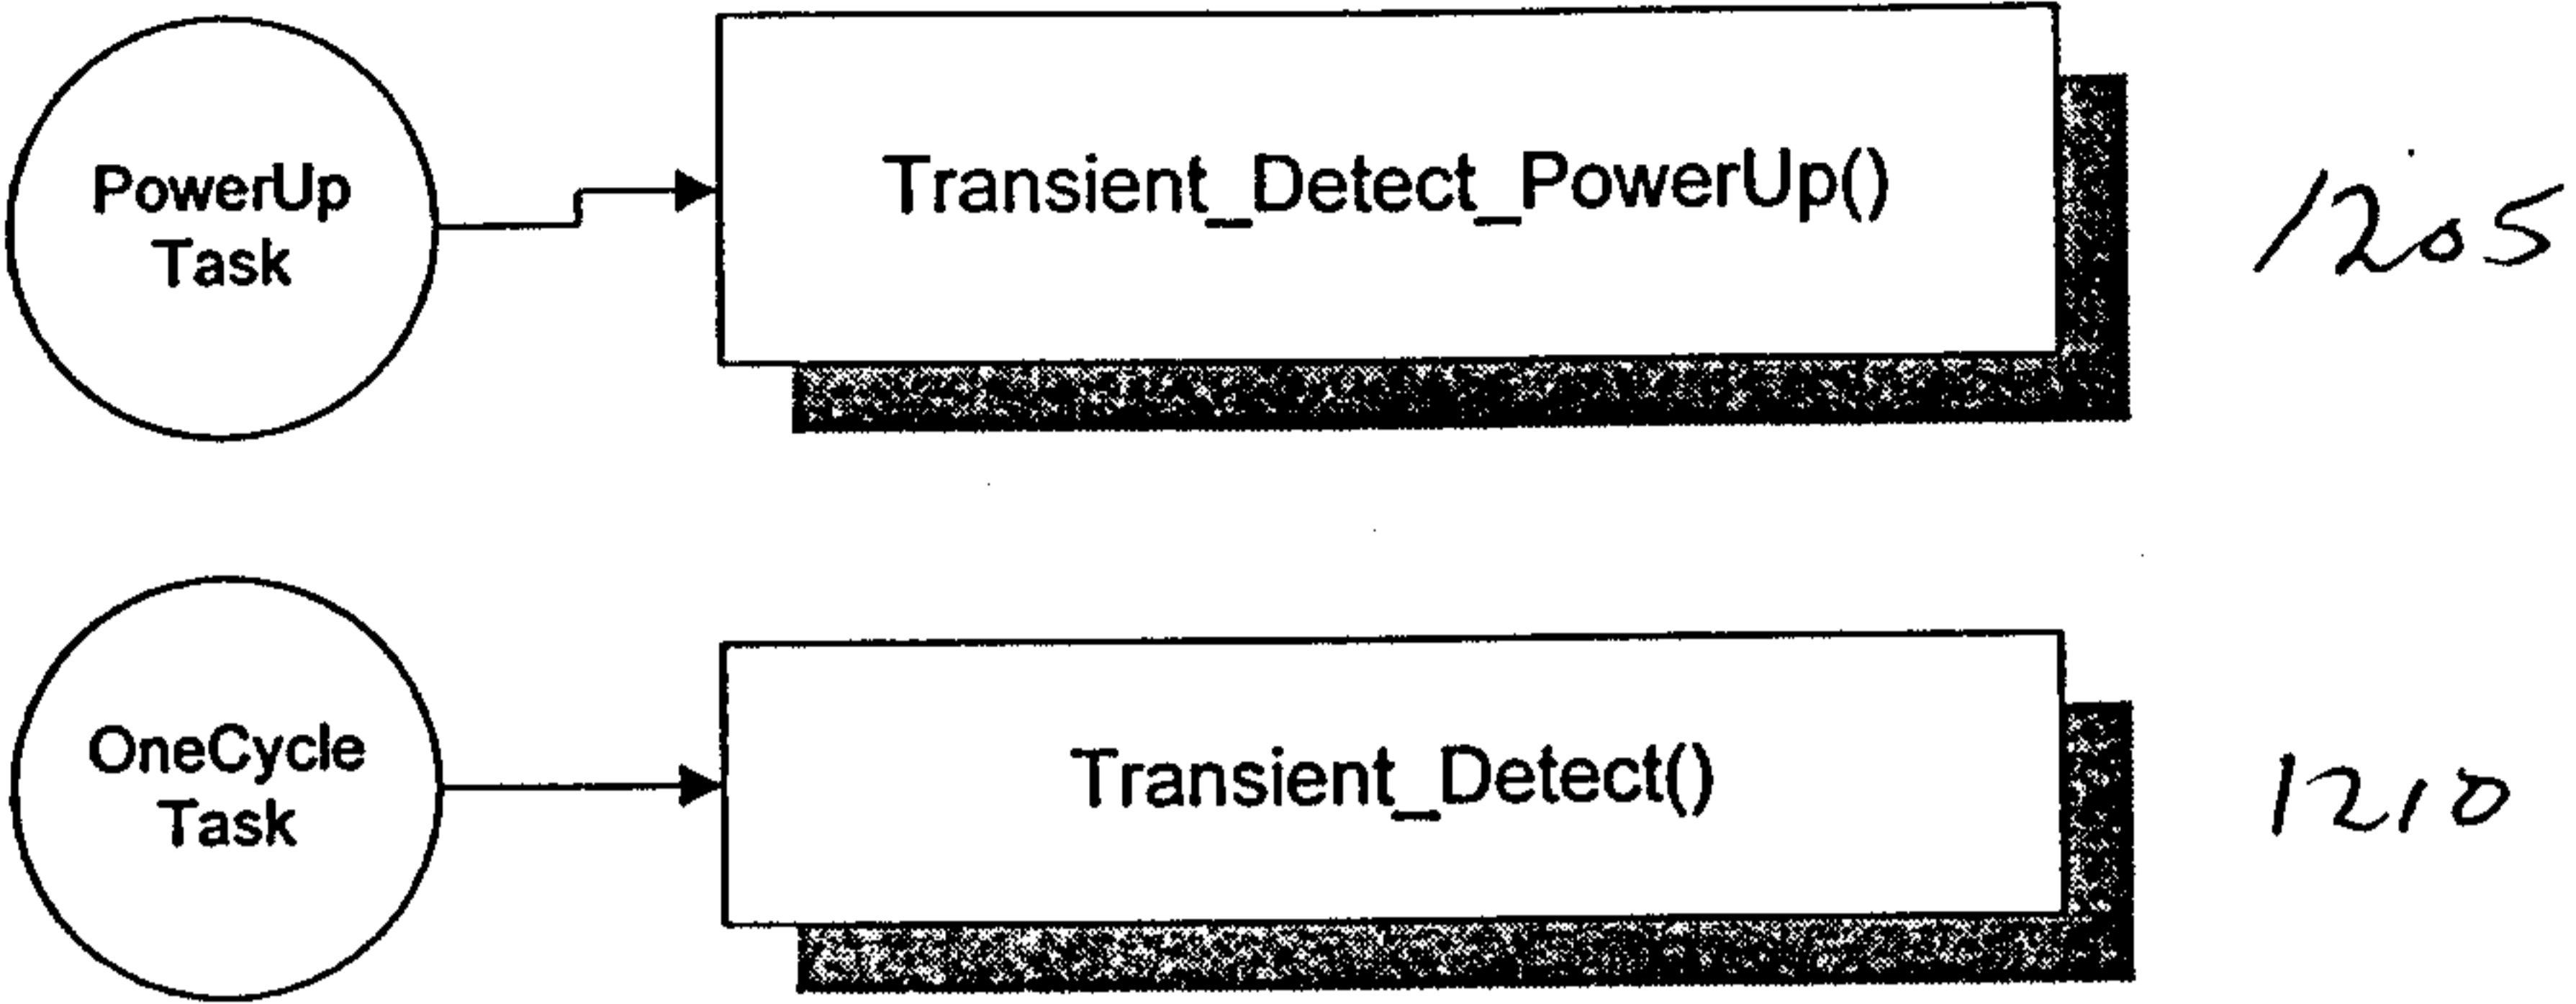 PowerUp
Task
Transient_Detect_PowerUp()
1205
OneCycle
Task
Transient_Detect()
1210